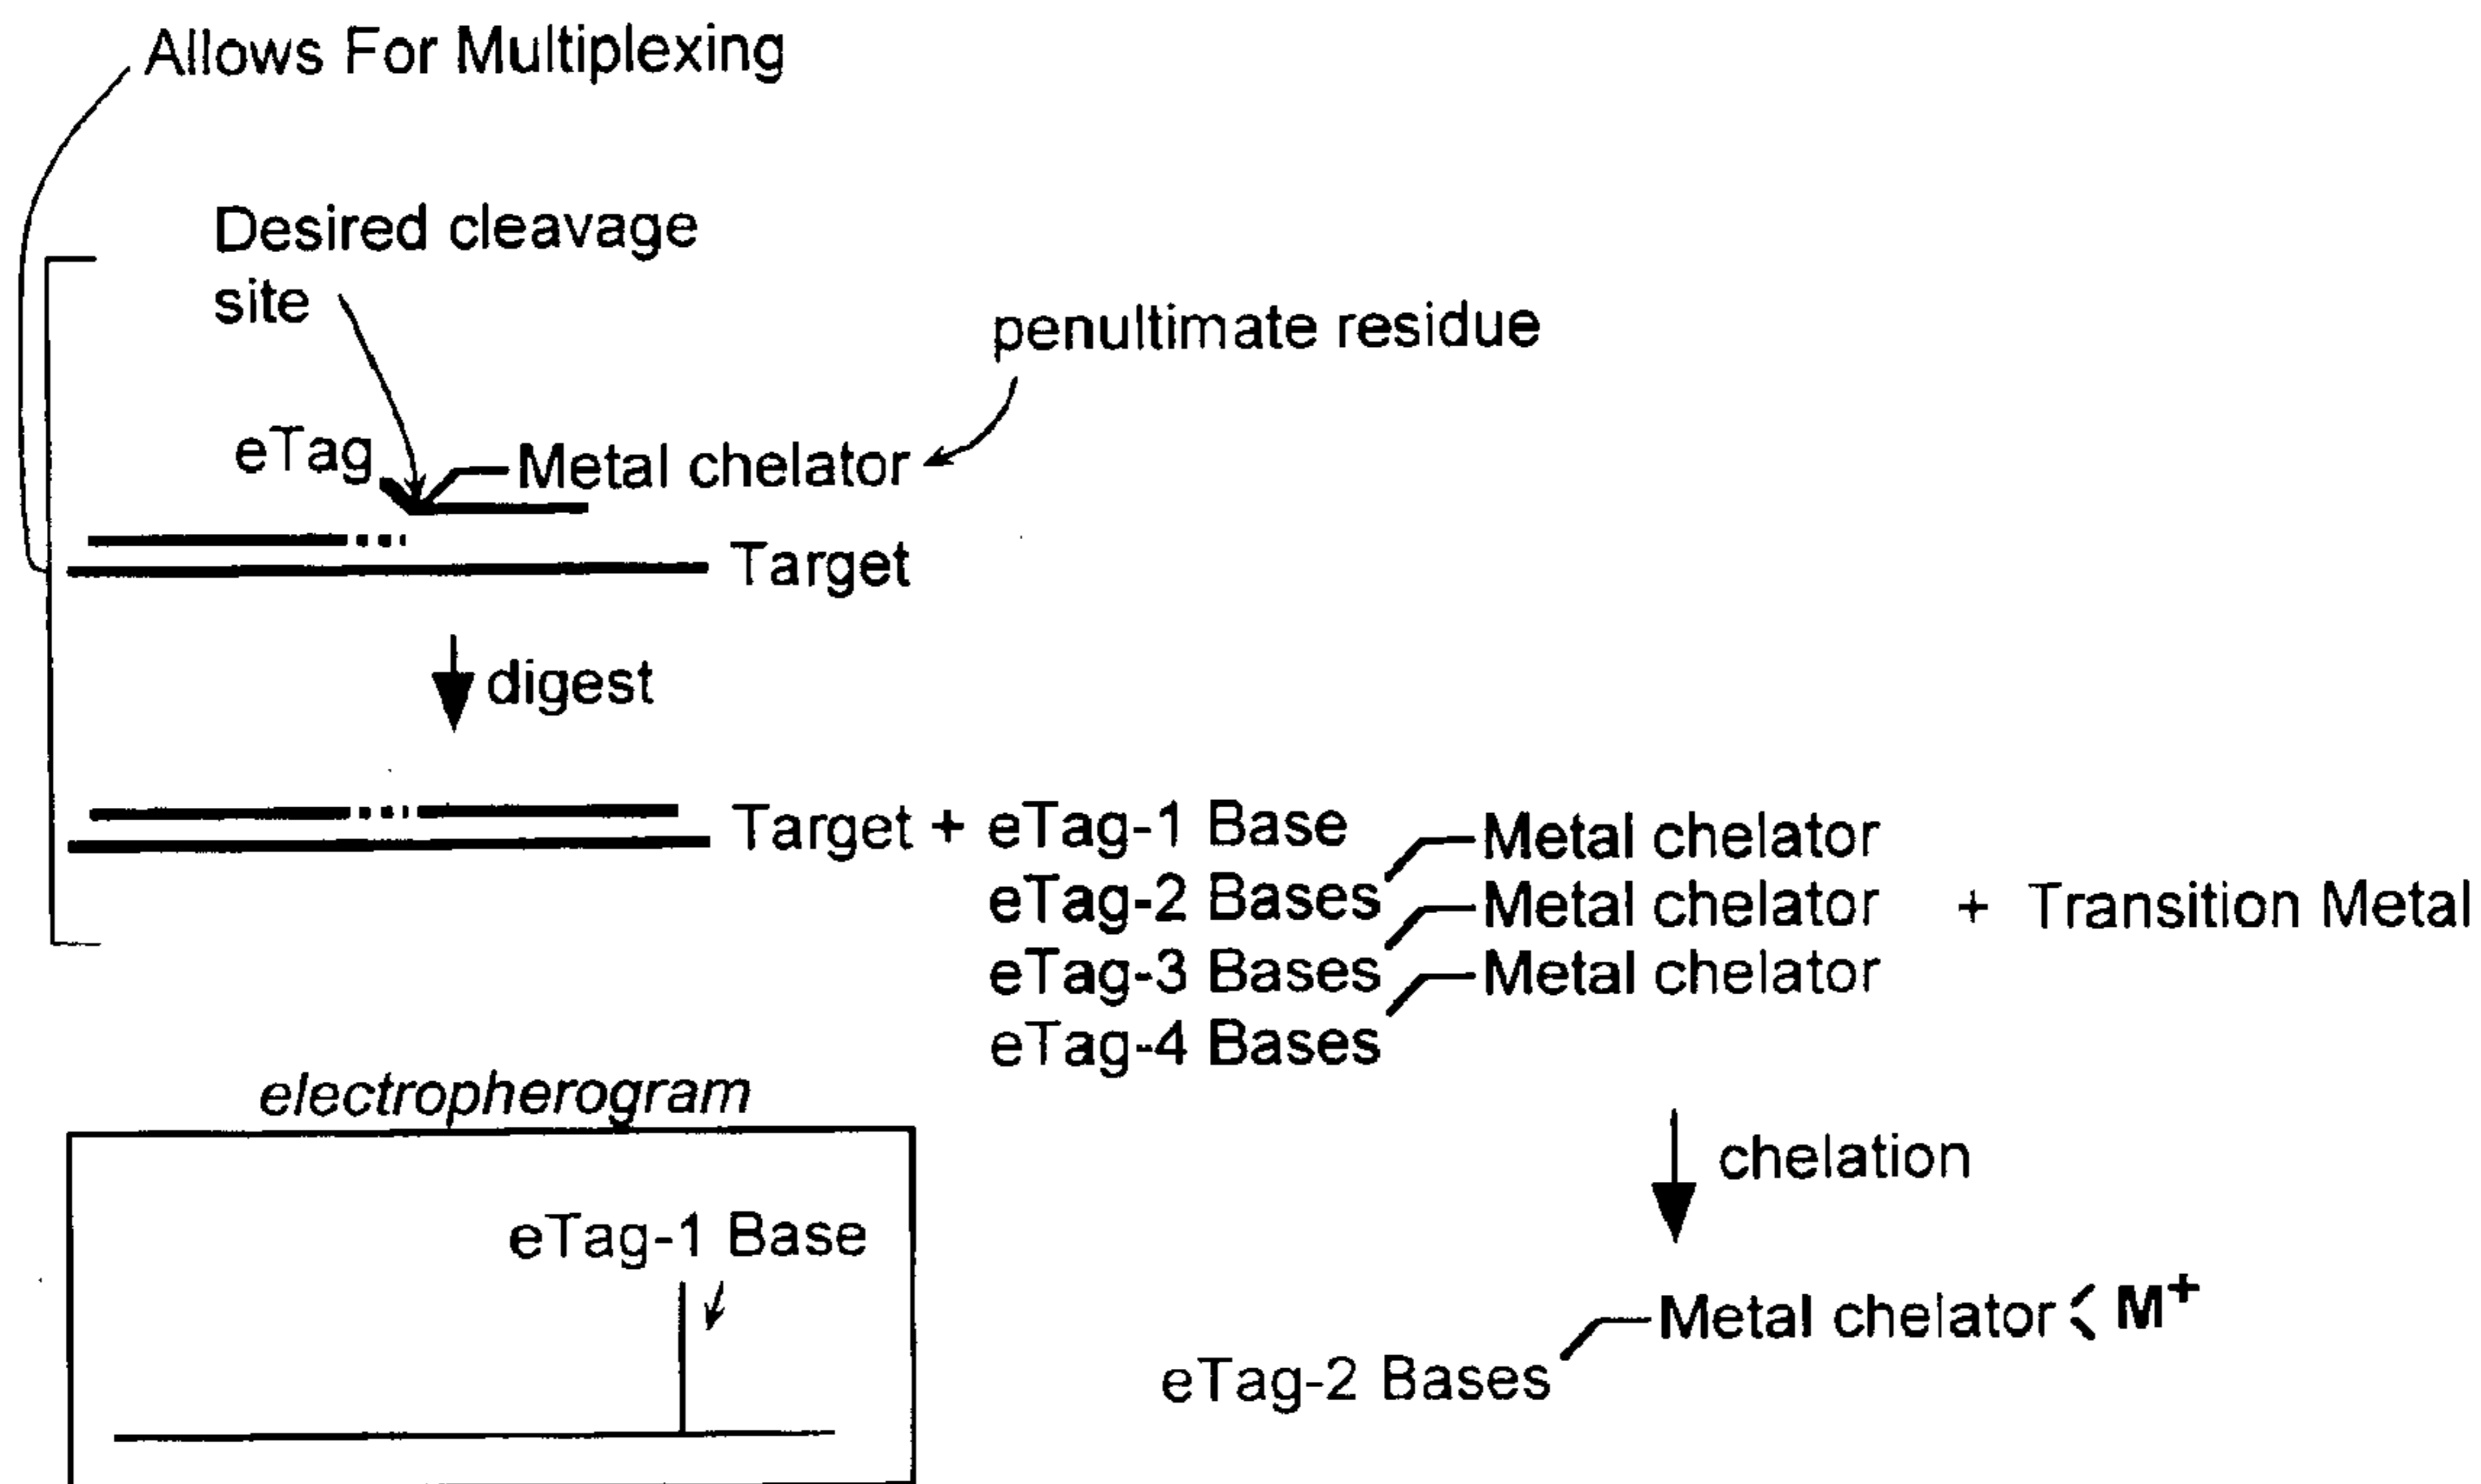 Allows For Multiplexing
Desired cleavage
site
penultimate residue
eTag
Metal chelator
Target
digest
Target + eTag-1 Base
Metal chelator
eTag-2 Bases
Metal chelator
+ Transition Metal
eTag-3 Bases
Metal chelator
eTag-4 Bases
electropherogram
chelation
eTag-1 Base
Metal chelator
M+
eTag-2 Bases